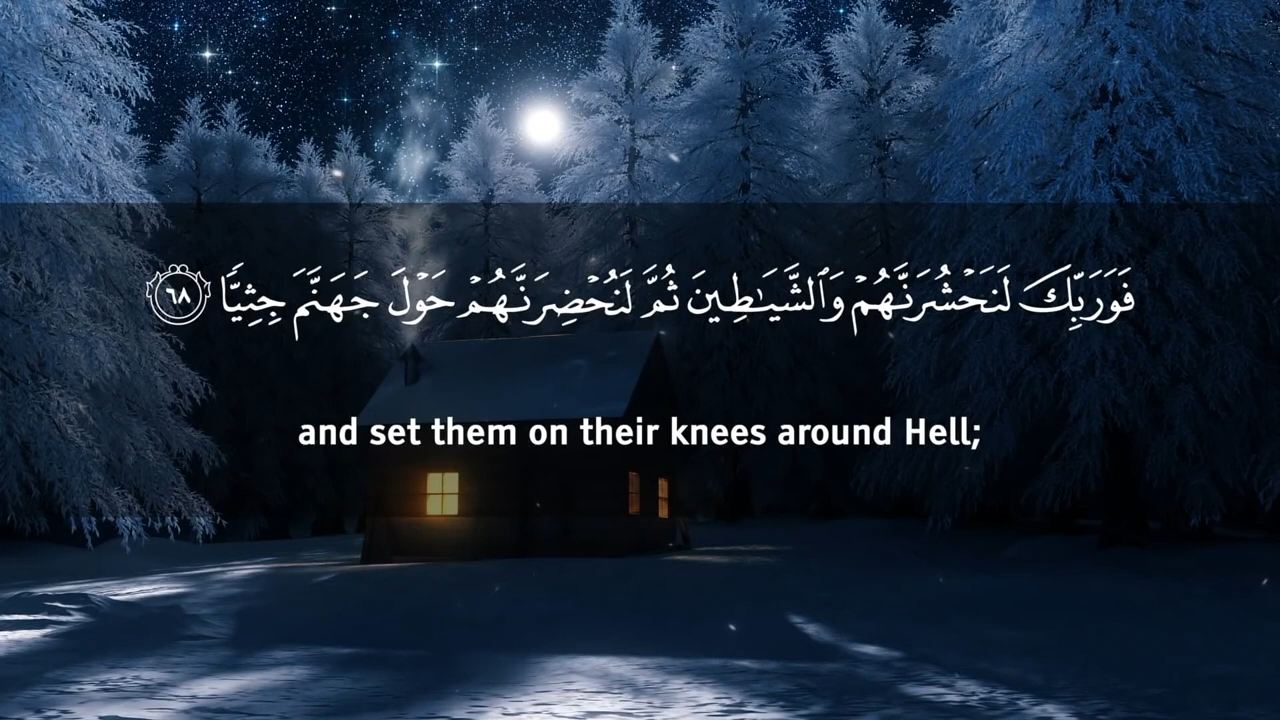 فَوَرَبِّكَ لَنَحۡشُرَنَّهُمۡ وَٱلشَّيَٰطِينَ ثُمَّ لَنُحۡضِرَنَّهُمۡ حَوۡلَ جَهَنَّمَ جِثِيّٗا ٦٨
and set them on their knees around Hell;